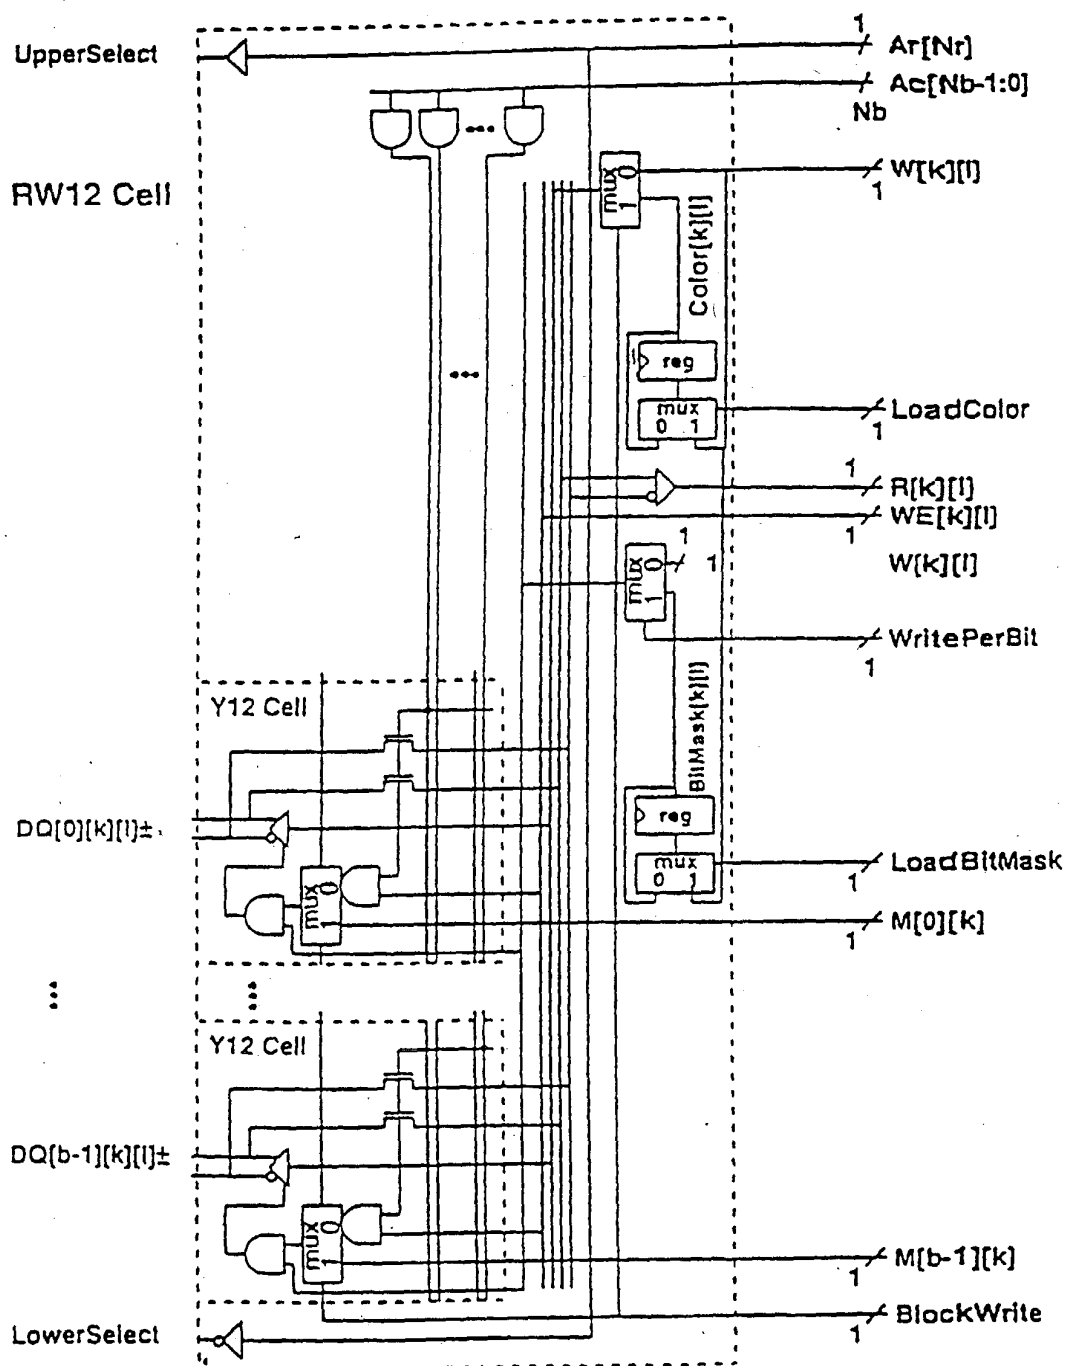 1
UpperSelect
Ar[Nr]
Ac[Nb-1:0]
Nb
RW12 Cell
mux
0
1
W[k][l]
1
Color[k][l]
reg
mux
0 1
LoadColor
1
1
R[k][l]
WE[k][l]
1
1
mux
0
1
1
W[k][l]
WritePerBit
1
BitMask[k][l]
Y12 Cell
reg
DQ[0][k][l]±
mux
0 1
LoadBitMask
1
mux
0
1
M[0][k]
1
•••
•••
•••
•••
Y12 Cell
DQ[b-1][k][l]±
mux
0
1
M[b-1][k]
1
BlockWrite
1
LowerSelect